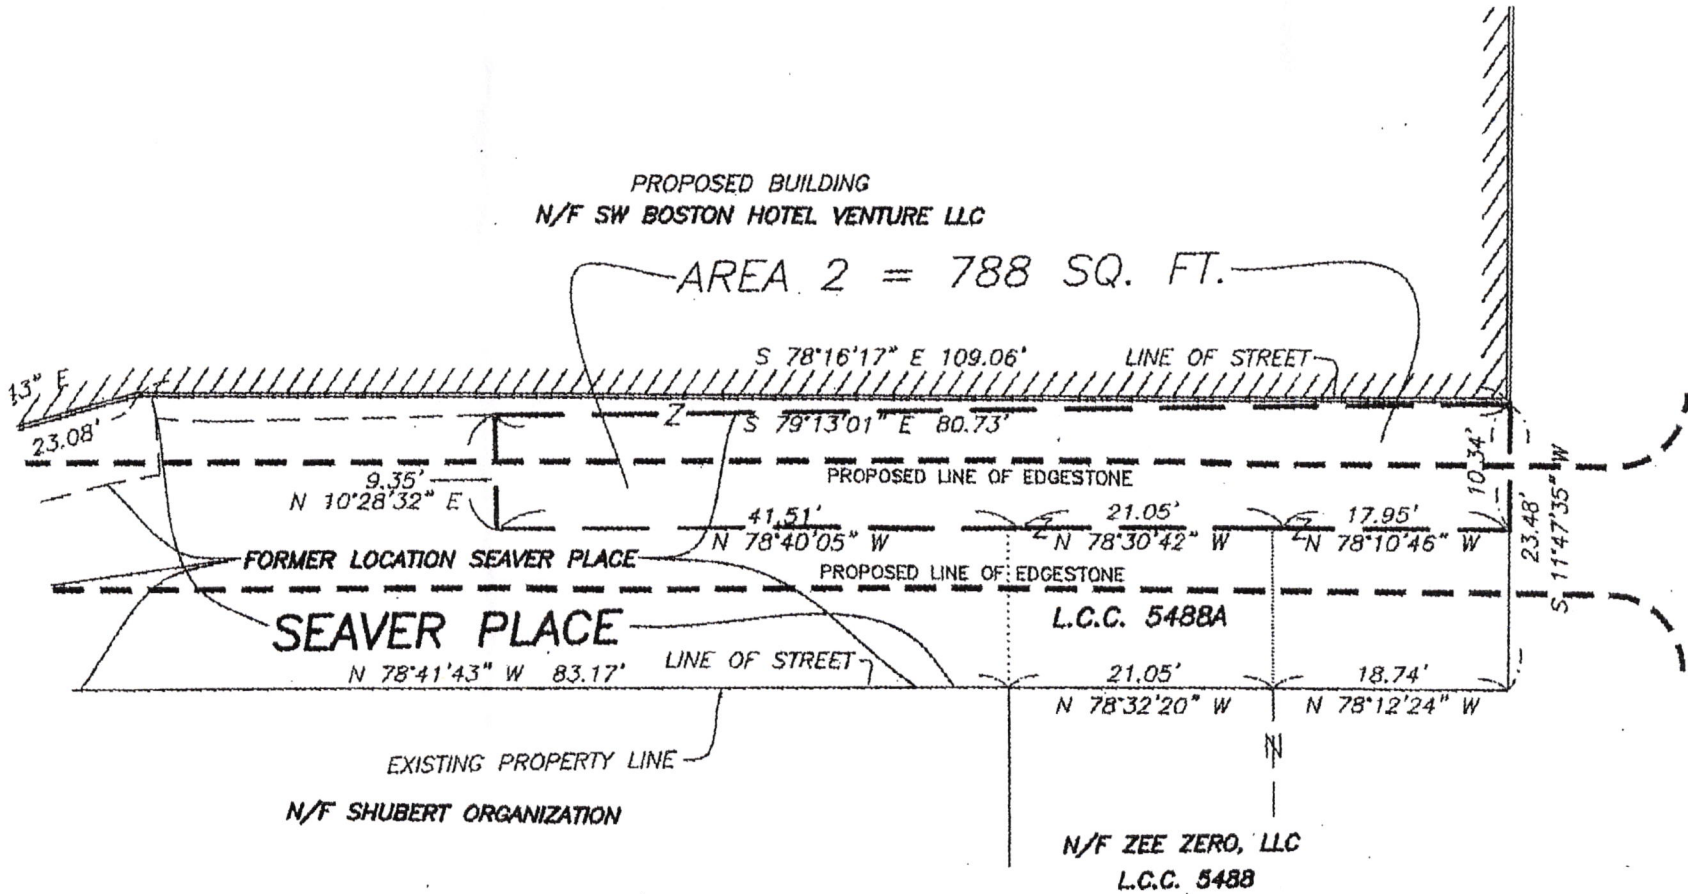 PROPOSED BUILDING
N/F SW BOSTON HOTEL VENTURE LLC
AREA 2 = 788 SQ. FT.
S 78°16'17" E 109.06'
LINE OF STREET
13" E
23.08'
S 79°13'01" E 80.73'
PROPOSED LINE OF EDGESTONE
9.35'
N 10°28'32" E
10.34'
41.51'
N 78°40'05" W
21.05'
N 78°30'42" W
17.95'
N 78°10'46" W
23.48'
S 11°47'35" W
FORMER LOCATION SEAVER PLACE
PROPOSED LINE OF EDGESTONE
SEAVER PLACE
L.C.C. 5488A
N 78°41'43" W 83.17'
LINE OF STREET
21.05'
N 78°32'20" W
18.74'
N 78°12'24" W
EXISTING PROPERTY LINE
N/F SHUBERT ORGANIZATION
N/F ZEE ZERO, LLC
L.C.C. 5488